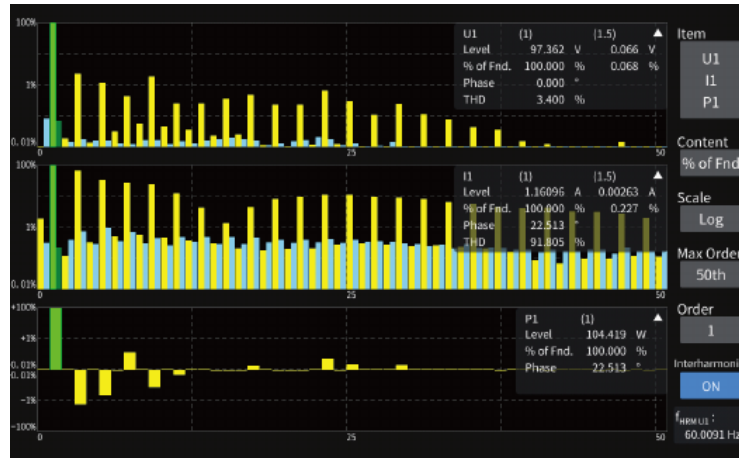 100%
1%
0.01%
0
25
50
U1 (1) (1.5) ▲
Level 97.362 V 0.066 V
% of Fnd. 100.000 % 0.068 %
Phase 0.000 °
THD 3.400 %
100%
1%
0.01%
0
25
50
I1 (1) (1.5) ▲
Level 1.16096 A 0.00263 A
% of Fnd. 100.000 % 0.227 %
Phase 22.513 °
THD 91.805 %
+100%
+1%
0.01%
-0.01%
-1%
-100%
0
25
50
P1 (1) ▲
Level 104.419 W
% of Fnd. 100.000 %
Phase 22.513 °
Item
U1
I1
P1
Content
% of Fnd
Scale
Log
Max Order
50th
Order
1
Interharmoni
ON
fHRM U1 :
60.0091 Hz